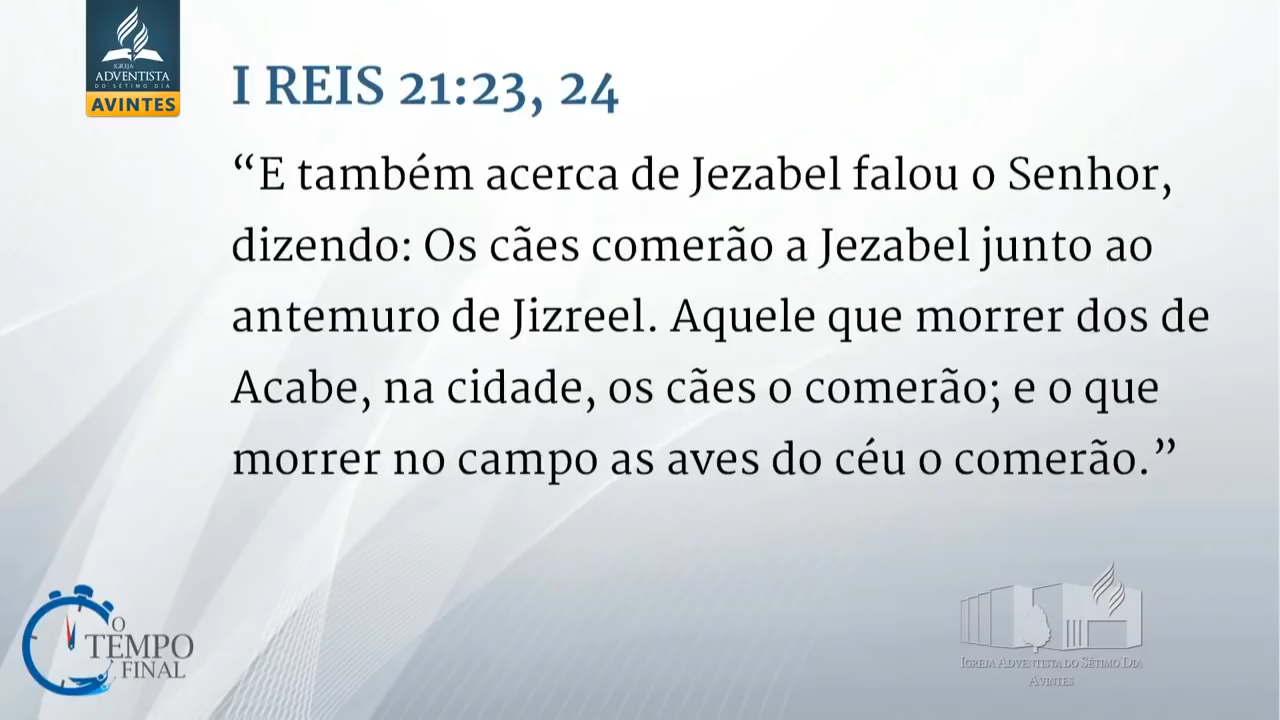 IGREJA
ADVENTISTA
DO SÉTIMO DIA
AVINTES
I REIS 21:23, 24
“E também acerca de Jezabel falou o Senhor,
dizendo: Os cães comerão a Jezabel junto ao
antemuro de Jizreel. Aquele que morrer dos de
Acabe, na cidade, os cães o comerão; e o que
morrer no campo as aves do céu o comerão.”
O
TEMPO
FINAL
IGREJA ADVENTISTA DO SÉTIMO DIA
AVINTES